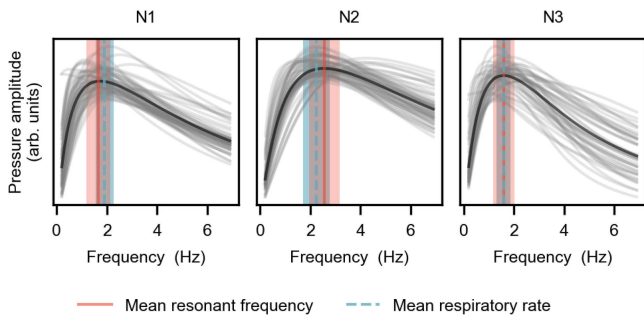 N1 N2 N3
Pressure amplitude
(arb. units)
0 2 4 6 0 2 4 6 0 2 4 6
Frequency (Hz) Frequency (Hz) Frequency (Hz)
Mean resonant frequency Mean respiratory rate